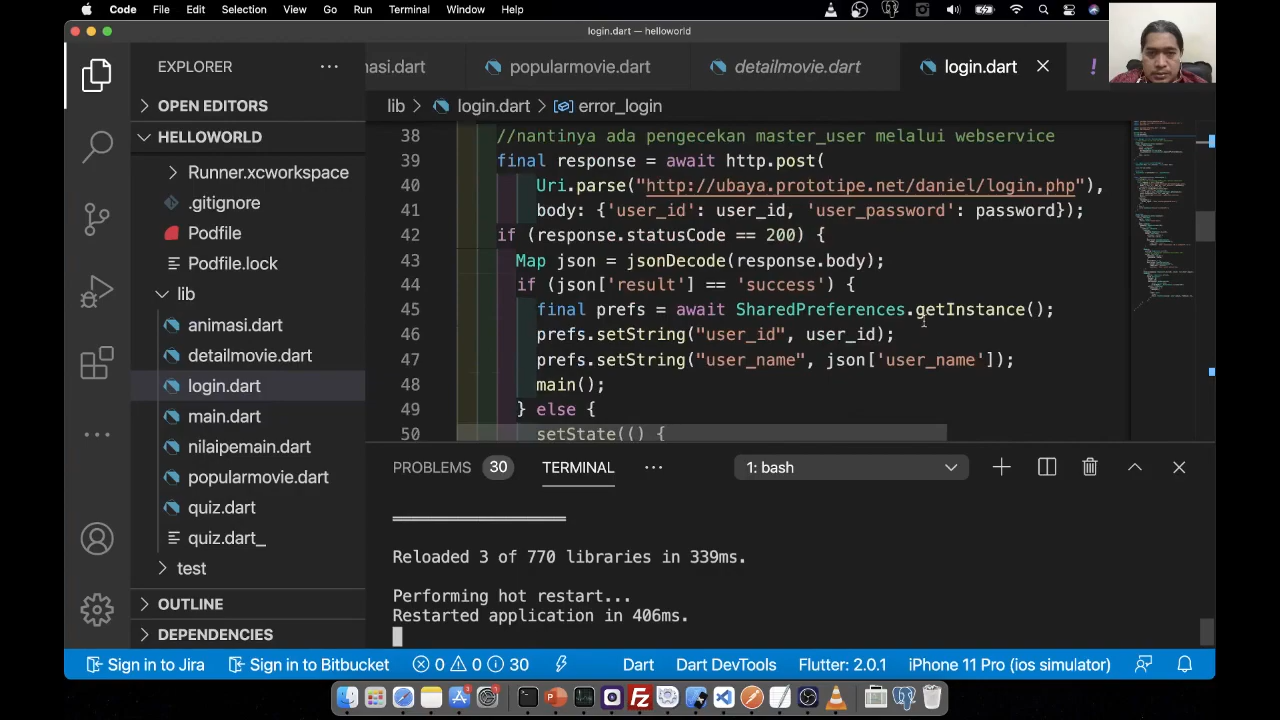 Code File Edit Selection View Go Run Terminal Window Help
login.dart — helloworld
EXPLORER
OPEN EDITORS
HELLOWORLD
Runner.xcworkspace
.gitignore
Podfile
Podfile.lock
lib
animasi.dart
detailmovie.dart
login.dart
main.dart
nilaipemain.dart
popularmovie.dart
quiz.dart
quiz.dart_
test
OUTLINE
DEPENDENCIES
masi.dart popularmovie.dart detailmovie.dart login.dart
lib > login.dart > error_login
38 //nantinya ada pengecekan master_user melalui webservice
39 final response = await http.post(
40 Uri.parse("http://ubaya.prototipe.net/daniel/login.php"),
41 body: {'user_id': user_id, 'user_password': password});
42 if (response.statusCode == 200) {
43 Map json = jsonDecode(response.body);
44 if (json['result'] == 'success') {
45 final prefs = await SharedPreferences.getInstance();
46 prefs.setString("user_id", user_id);
47 prefs.setString("user_name", json['user_name']);
48 main();
49 } else {
50 setState(() {
PROBLEMS 30 TERMINAL 1: bash
Reloaded 3 of 770 libraries in 339ms.
Performing hot restart...
Restarted application in 406ms.
Sign in to Jira Sign in to Bitbucket 0 0 30 Dart Dart DevTools Flutter: 2.0.1 iPhone 11 Pro (ios simulator)